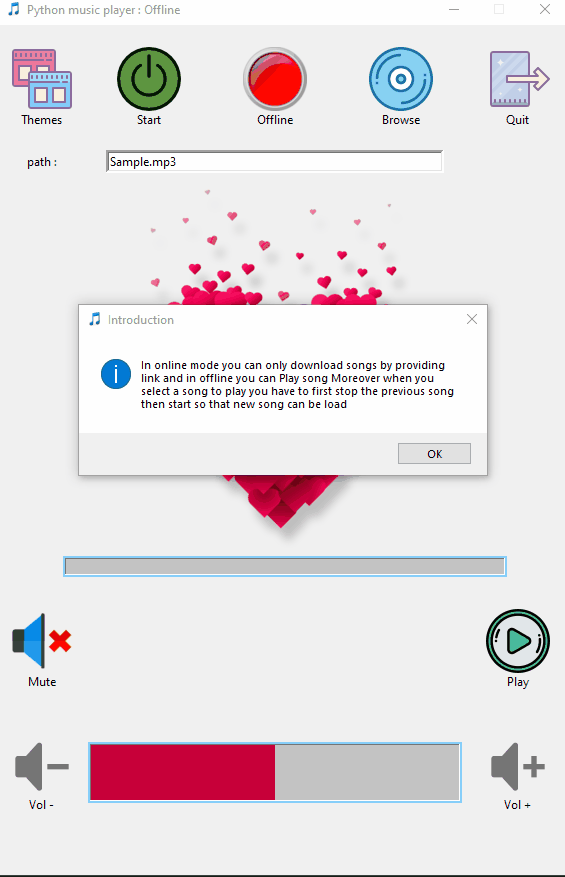 Python music player : Offline
Themes
Start
Offline
Browse
Quit
path :
Sample.mp3
Introduction
In online mode you can only download songs by providing
link and in offline you can Play song Moreover when you
select a song to play you have to first stop the previous song
then start so that new song can be load
OK
Mute
Play
Vol -
Vol +